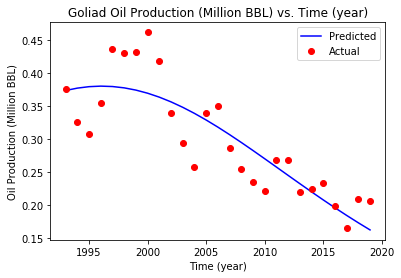 Goliad Oil Production (Million BBL) vs. Time (year)
Predicted
Actual
Oil Production (Million BBL)
0.45
0.40
0.35
0.30
0.25
0.20
0.15
1995
2000
2005
2010
2015
2020
Time (year)